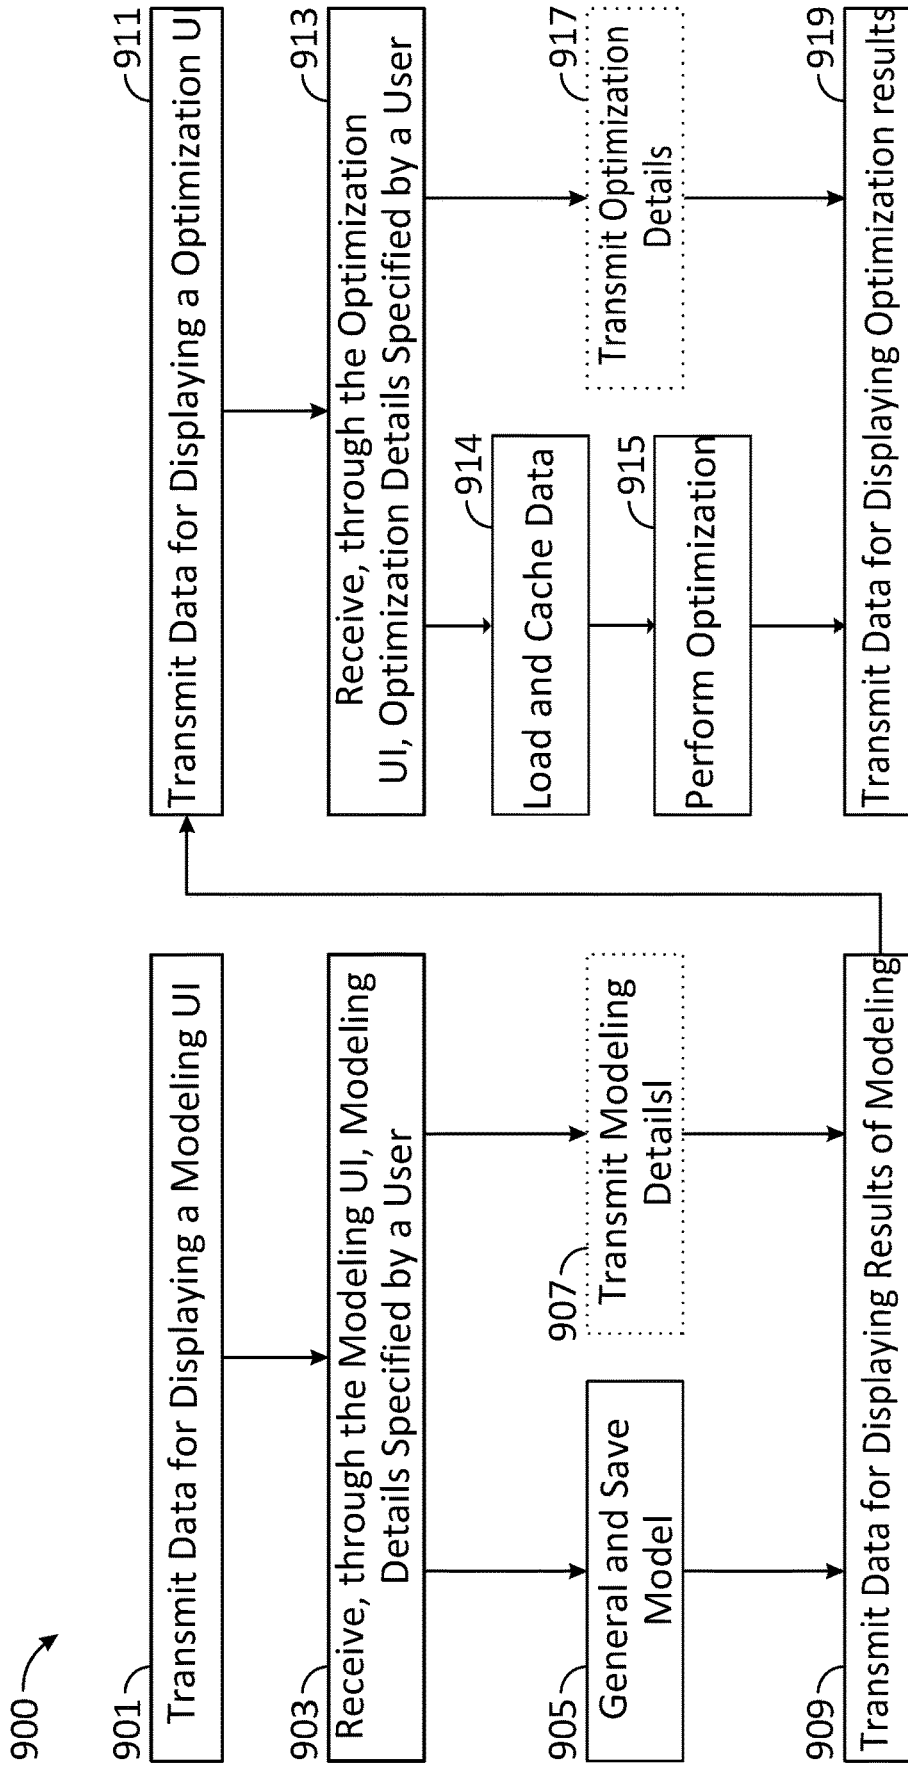 900
901
Transmit Data for Displaying a Modeling UI
903
Receive, through the Modeling UI, Modeling
Details Specified by a User
905
General and Save
Model
907
Transmit Modeling
Detailsl
909
Transmit Data for Displaying Results of Modeling
911
Transmit Data for Displaying a Optimization UI
913
Receive, through the Optimization
UI, Optimization Details Specified by a User
914
Load and Cache Data
915
Perform Optimization
917
Transmit Optimization
Details
919
Transmit Data for Displaying Optimization results